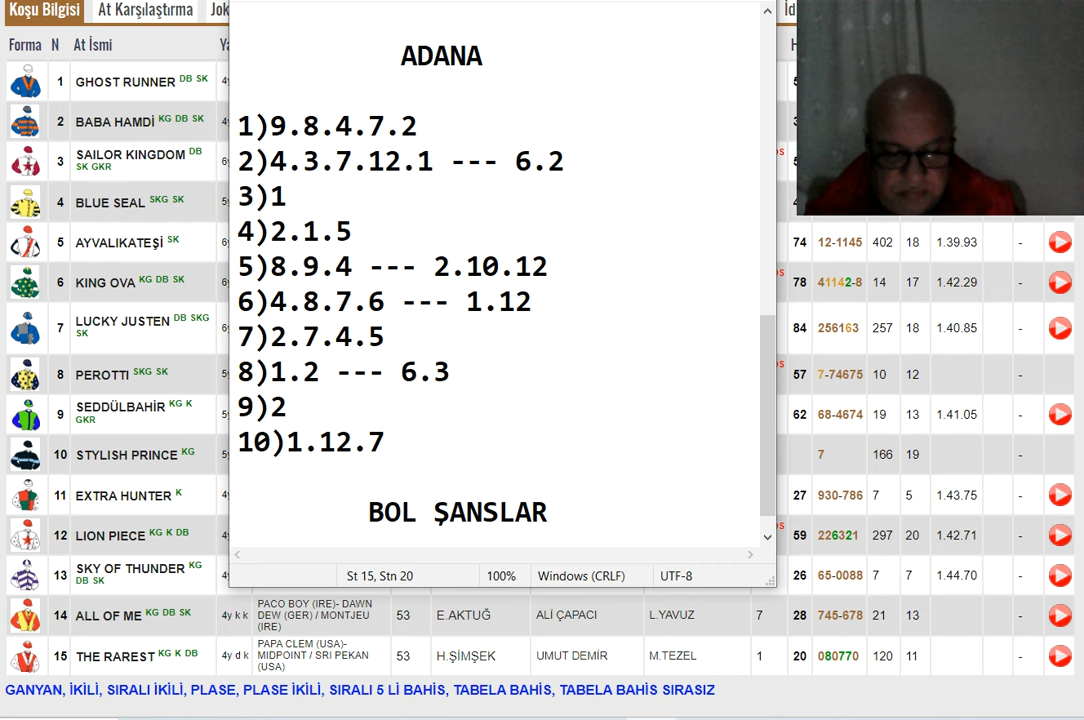 Koşu Bilgisi At Karşılaştırma Jok
Forma N At İsmi
ADANA
1)9.8.4.7.2
2)4.3.7.12.1 --- 6.2
3)1
4)2.1.5
5)8.9.4 --- 2.10.12
6)4.8.7.6 --- 1.12
7)2.7.4.5
8)1.2 --- 6.3
9)2
10)1.12.7
BOL ŞANSLAR
St 15, Stn 20 100% Windows (CRLF) UTF-8
1 GHOST RUNNER DB SK
2 BABA HAMDİ KG DB SK
3 SAILOR KINGDOM DB
SK GKR
4 BLUE SEAL SKG SK
5 AYVALIKATEŞİ SK 74 12-1145 402 18 1.39.93 -
6 KING OVA KG DB SK 78 41142-8 14 17 1.42.29 -
7 LUCKY JUSTEN DB SKG
SK 84 256163 257 18 1.40.85 -
8 PEROTTI SKG SK 57 7-74675 10 12 -
9 SEDDÜLBAHİR KG K
GKR 62 68-4674 19 13 1.41.05 -
10 STYLISH PRINCE KG 7 166 19 -
11 EXTRA HUNTER K 27 930-786 7 5 1.43.75 -
12 LION PIECE KG K DB 59 226321 297 20 1.42.71 -
13 SKY OF THUNDER KG
DB SK 26 65-0088 7 7 1.44.70 -
14 ALL OF ME KG DB SK 4y k k PACO BOY (IRE)- DAWN
DEW (GER) / MONTJEU
(IRE) 53 E.AKTUĞ ALİ ÇAPACI L.YAVUZ 7 28 745-678 21 13 -
15 THE RAREST KG K DB 4y d k PAPA CLEM (USA)-
MIDPOINT / SRI PEKAN
(USA) 53 H.ŞİMŞEK UMUT DEMİR M.TEZEL 1 20 080770 120 11 -
GANYAN, İKİLİ, SIRALI İKİLİ, PLASE, PLASE İKİLİ, SIRALI 5 Lİ BAHİS, TABELA BAHİS, TABELA BAHİS SIRASIZ